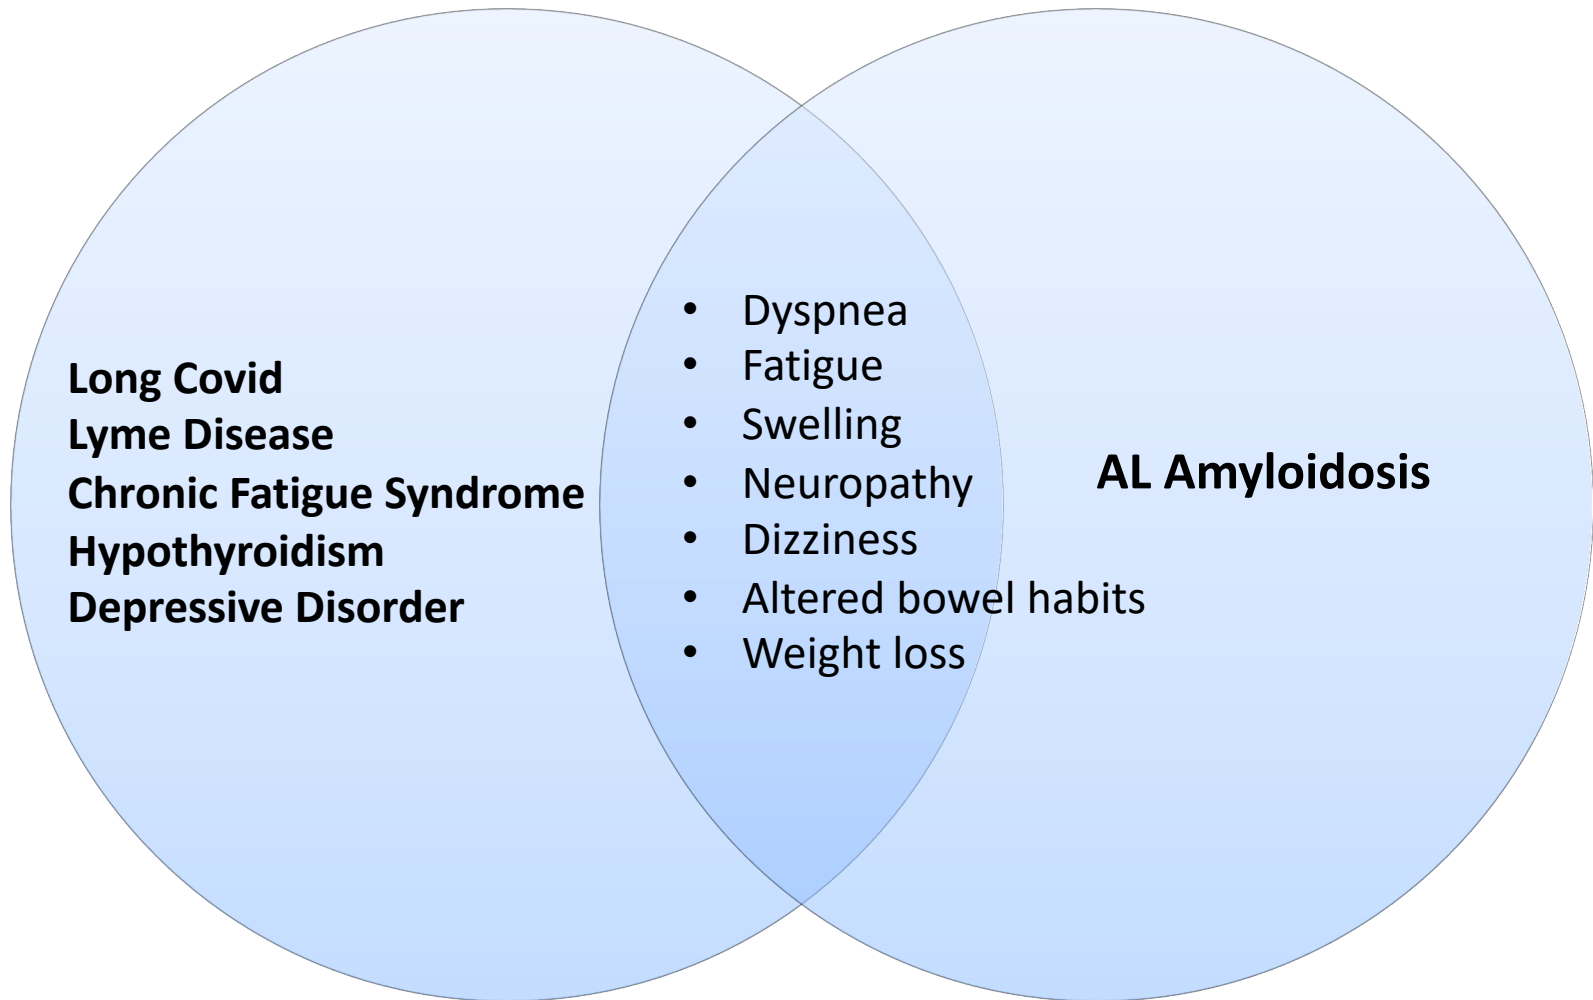 Long Covid
Lyme Disease
Chronic Fatigue Syndrome
Hypothyroidism
Depressive Disorder
• Dyspnea
• Fatigue
• Swelling
• Neuropathy
• Dizziness
• Altered bowel habits
• Weight loss
AL Amyloidosis